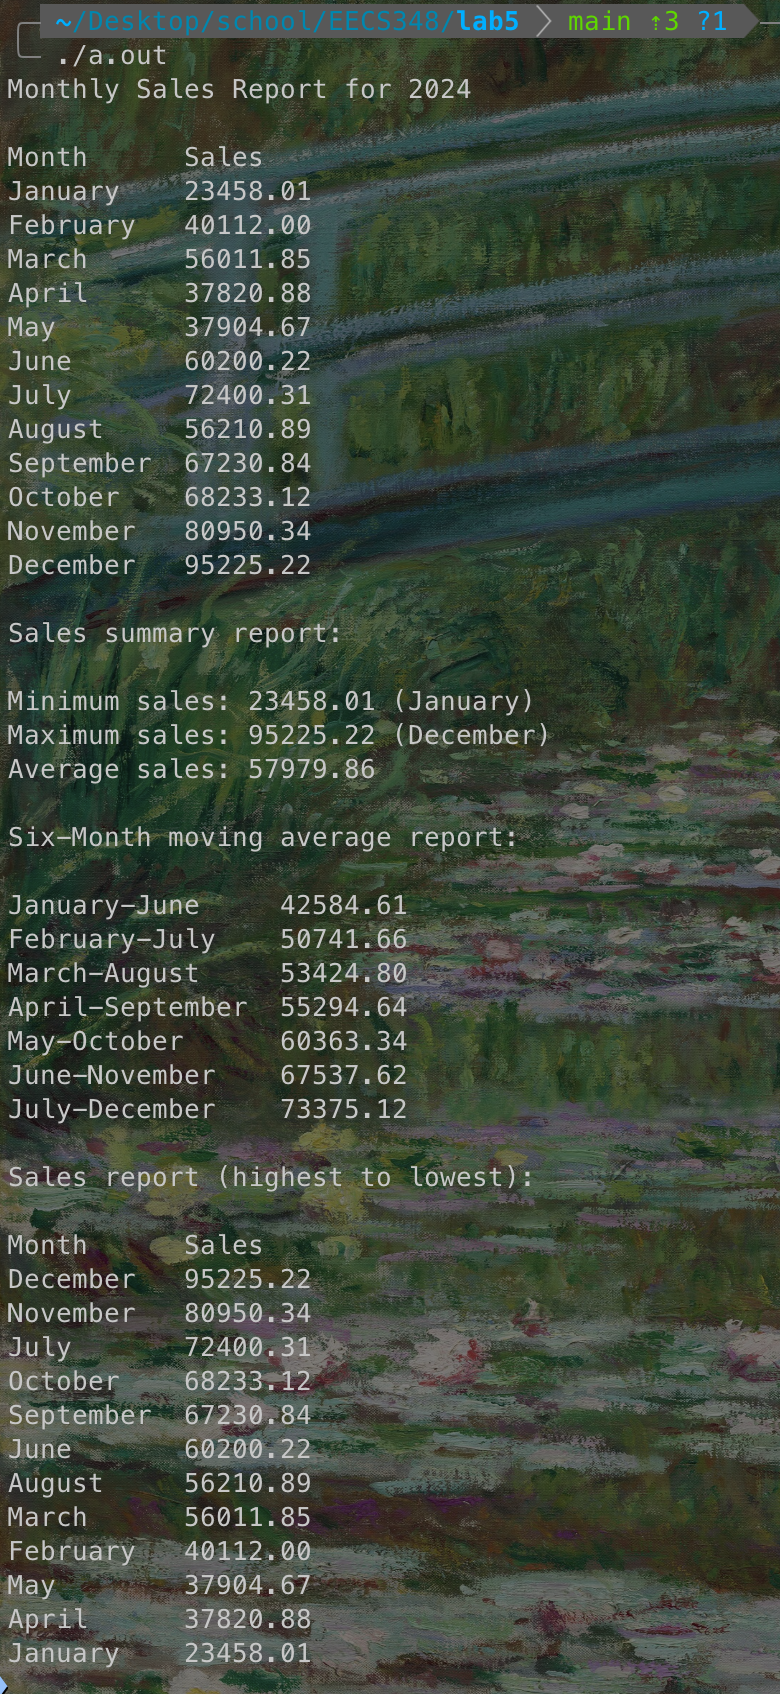 ~/Desktop/school/EECS348/lab5 main ⇡3 ?1
./a.out
Monthly Sales Report for 2024
Month Sales
January 23458.01
February 40112.00
March 56011.85
April 37820.88
May 37904.67
June 60200.22
July 72400.31
August 56210.89
September 67230.84
October 68233.12
November 80950.34
December 95225.22
Sales summary report:
Minimum sales: 23458.01 (January)
Maximum sales: 95225.22 (December)
Average sales: 57979.86
Six-Month moving average report:
January-June 42584.61
February-July 50741.66
March-August 53424.80
April-September 55294.64
May-October 60363.34
June-November 67537.62
July-December 73375.12
Sales report (highest to lowest):
Month Sales
December 95225.22
November 80950.34
July 72400.31
October 68233.12
September 67230.84
June 60200.22
August 56210.89
March 56011.85
February 40112.00
May 37904.67
April 37820.88
January 23458.01